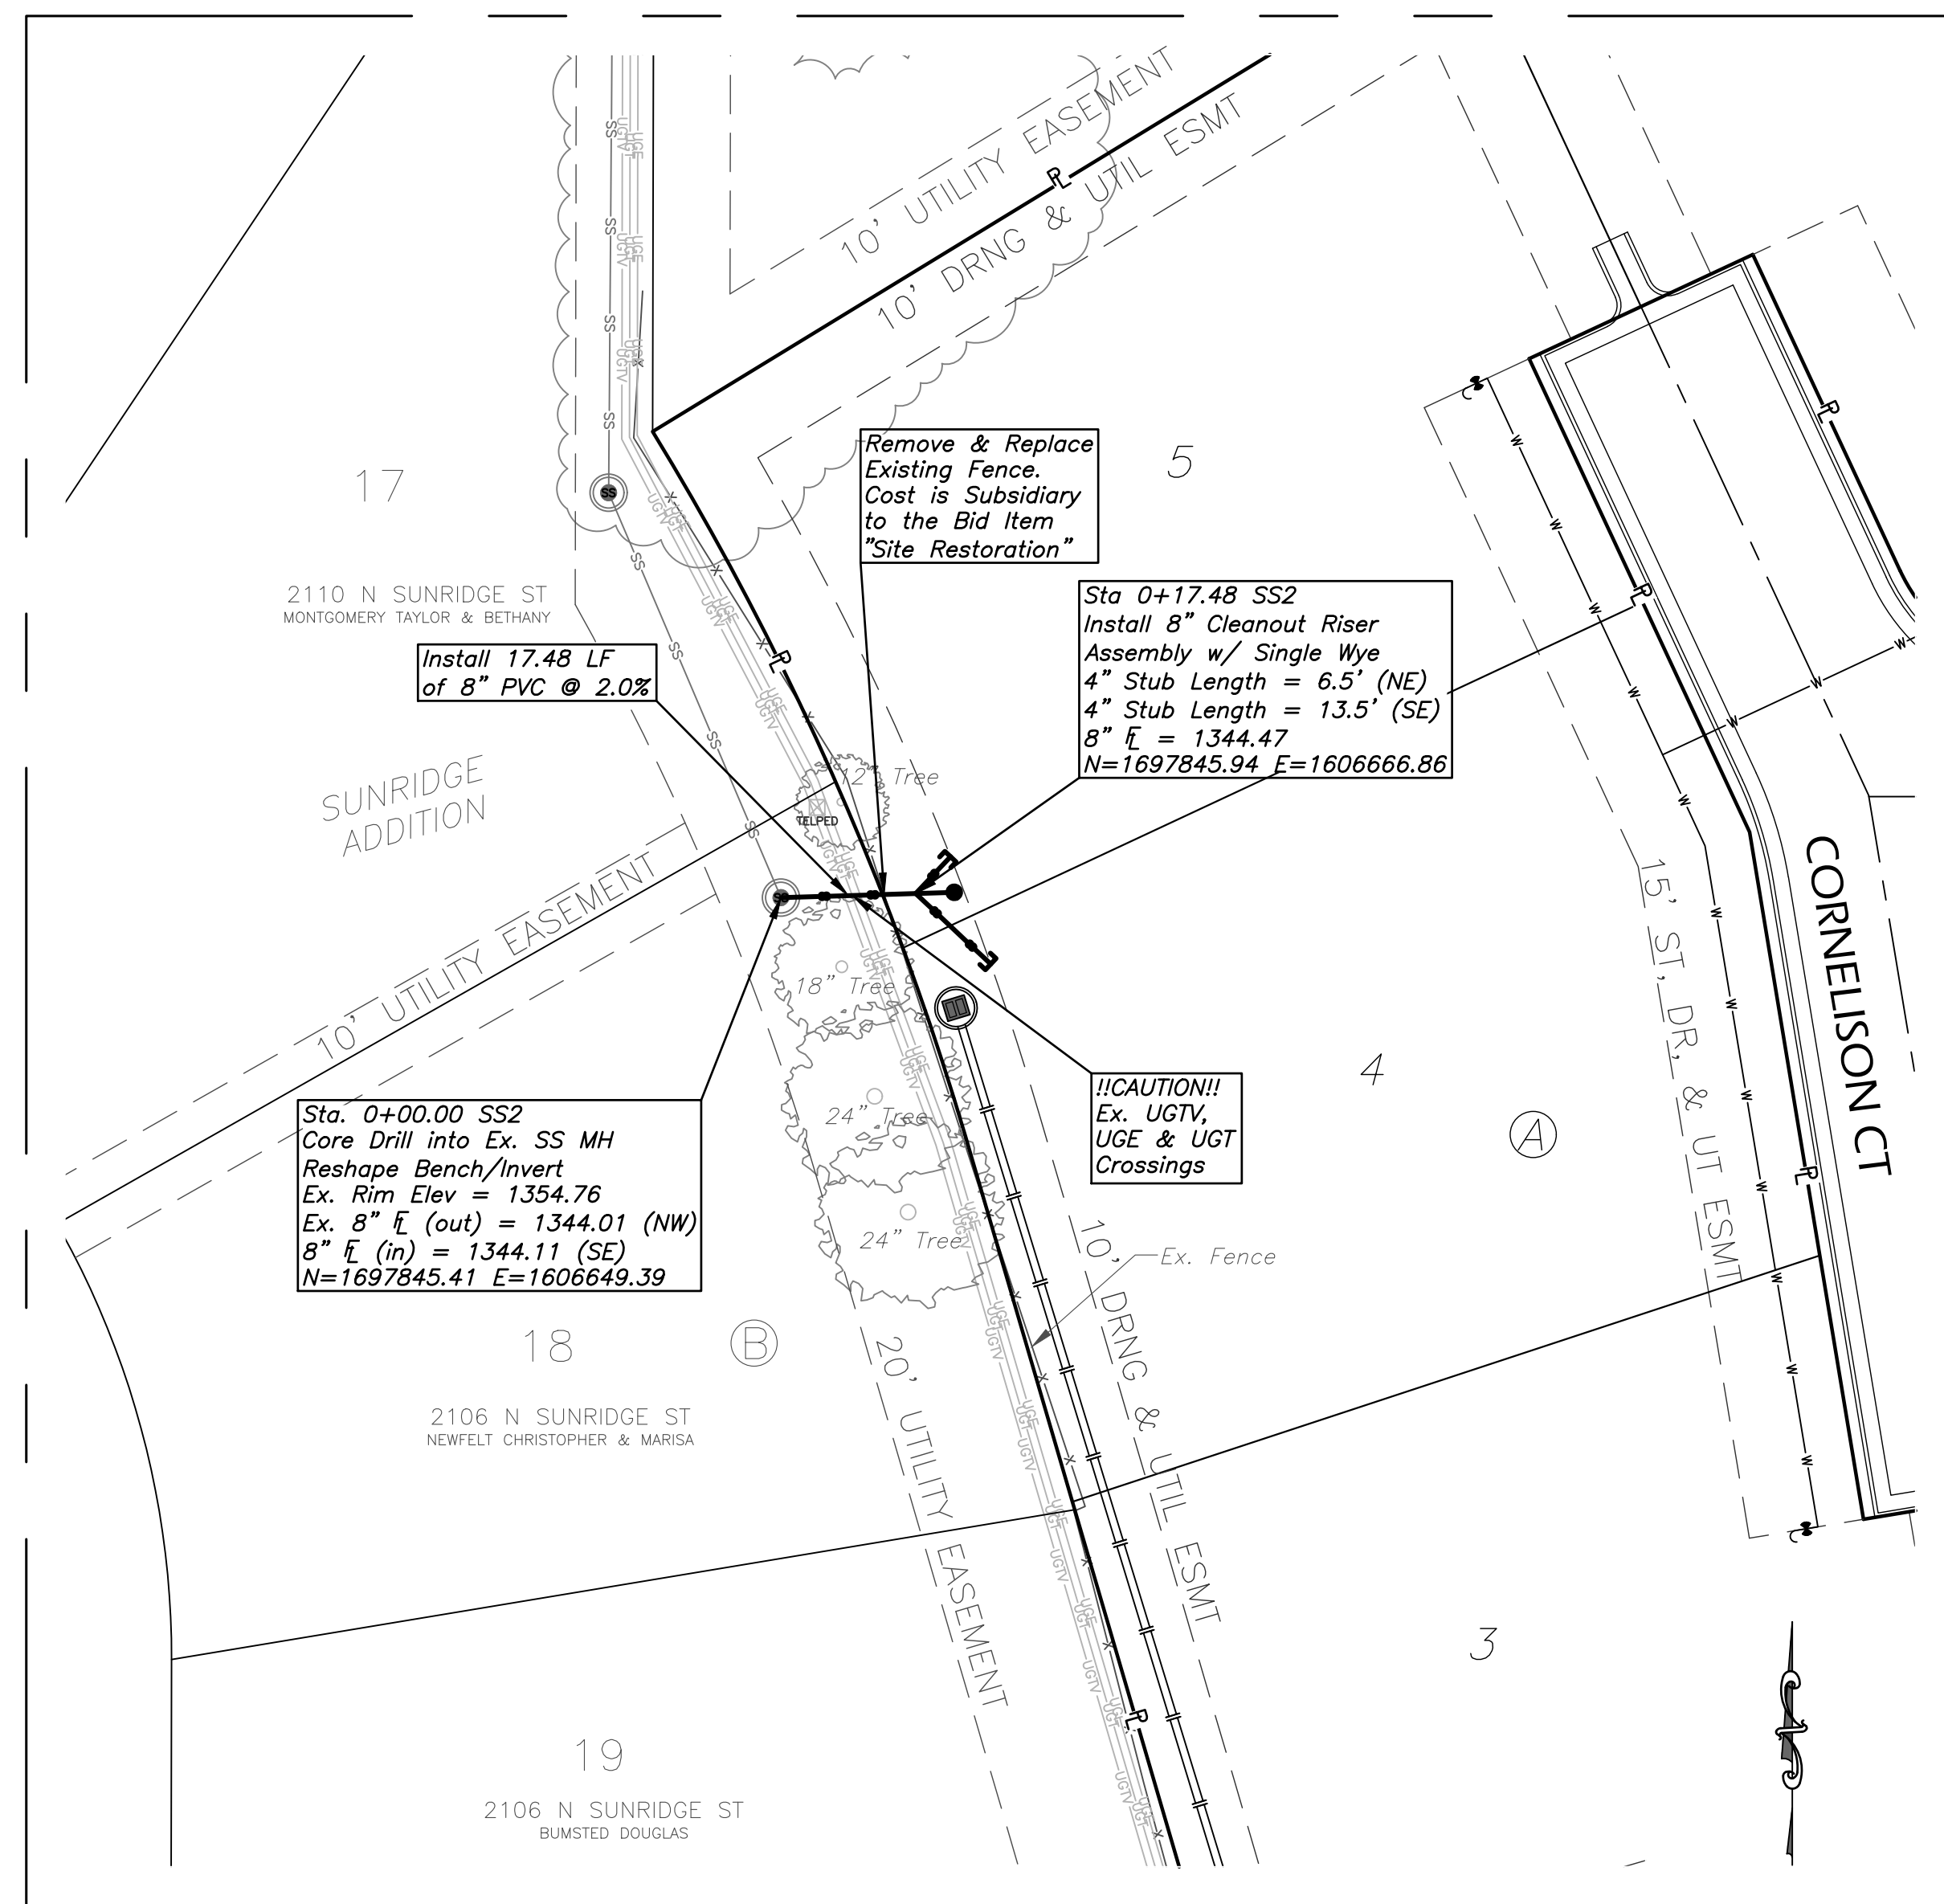 10' UTILITY EASEMENT
10' DRNG & UTIL ESMT
17
5
2110 N SUNRIDGE ST
MONTGOMERY TAYLOR & BETHANY
Remove & Replace
Existing Fence.
Cost is Subsidiary
to the Bid Item
"Site Restoration"
Install 17.48 LF
of 8" PVC @ 2.0%
Sta 0+17.48 SS2
Install 8" Cleanout Riser
Assembly w/ Single Wye
4" Stub Length = 6.5' (NE)
4" Stub Length = 13.5' (SE)
8" FL = 1344.47
N=1697845.94 E=1606666.86
SUNRIDGE
ADDITION
12" Tree
TELPED
SS
UGTV
UGT
UGE
PL
W
10' UTILITY EASEMENT
18" Tree
24" Tree
24" Tree
15' ST, DR, & UT ESMT
CORNELISON CT
4
A
!!CAUTION!!
Ex. UGTV,
UGE & UGT
Crossings
Sta. 0+00.00 SS2
Core Drill into Ex. SS MH
Reshape Bench/Invert
Ex. Rim Elev = 1354.76
Ex. 8" FL (out) = 1344.01 (NW)
8" FL (in) = 1344.11 (SE)
N=1697845.41 E=1606649.39
Ex. Fence
18
B
2106 N SUNRIDGE ST
NEWFELT CHRISTOPHER & MARISA
20' UTILITY EASEMENT
10' DRNG & UTIL ESMT
3
19
2106 N SUNRIDGE ST
BUMSTED DOUGLAS
N